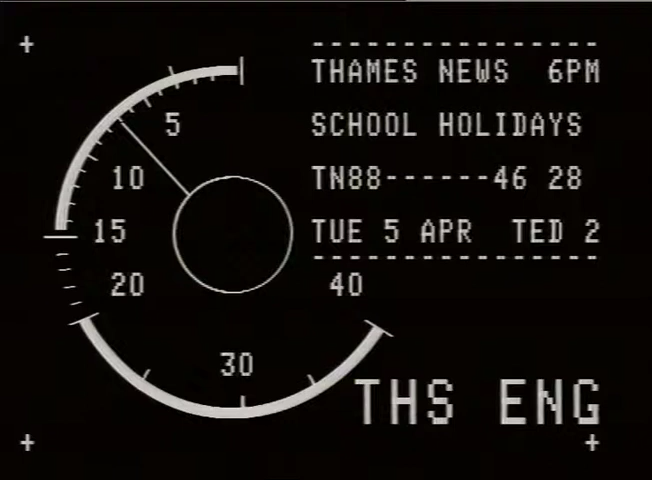 THAMES NEWS 6PM
SCHOOL HOLIDAYS
TN88------46 28
TUE 5 APR TED 2
5
10
15
20
30
40
THS ENG